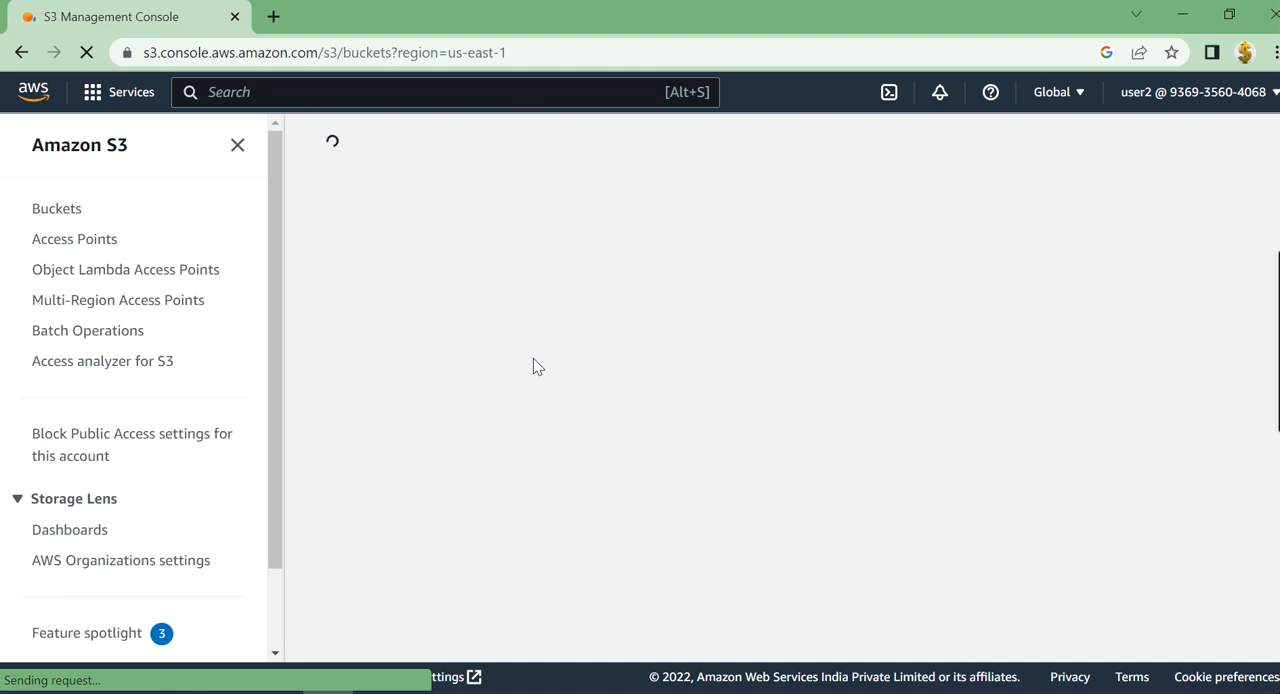 S3 Management Console
s3.console.aws.amazon.com/s3/buckets?region=us-east-1
aws
Services
Search
[Alt+S]
Global
user2 @ 9369-3560-4068
Amazon S3
Buckets
Access Points
Object Lambda Access Points
Multi-Region Access Points
Batch Operations
Access analyzer for S3
Block Public Access settings for
this account
Storage Lens
Dashboards
AWS Organizations settings
Feature spotlight 3
Sending request...
ttings
© 2022, Amazon Web Services India Private Limited or its affiliates.
Privacy
Terms
Cookie preferences